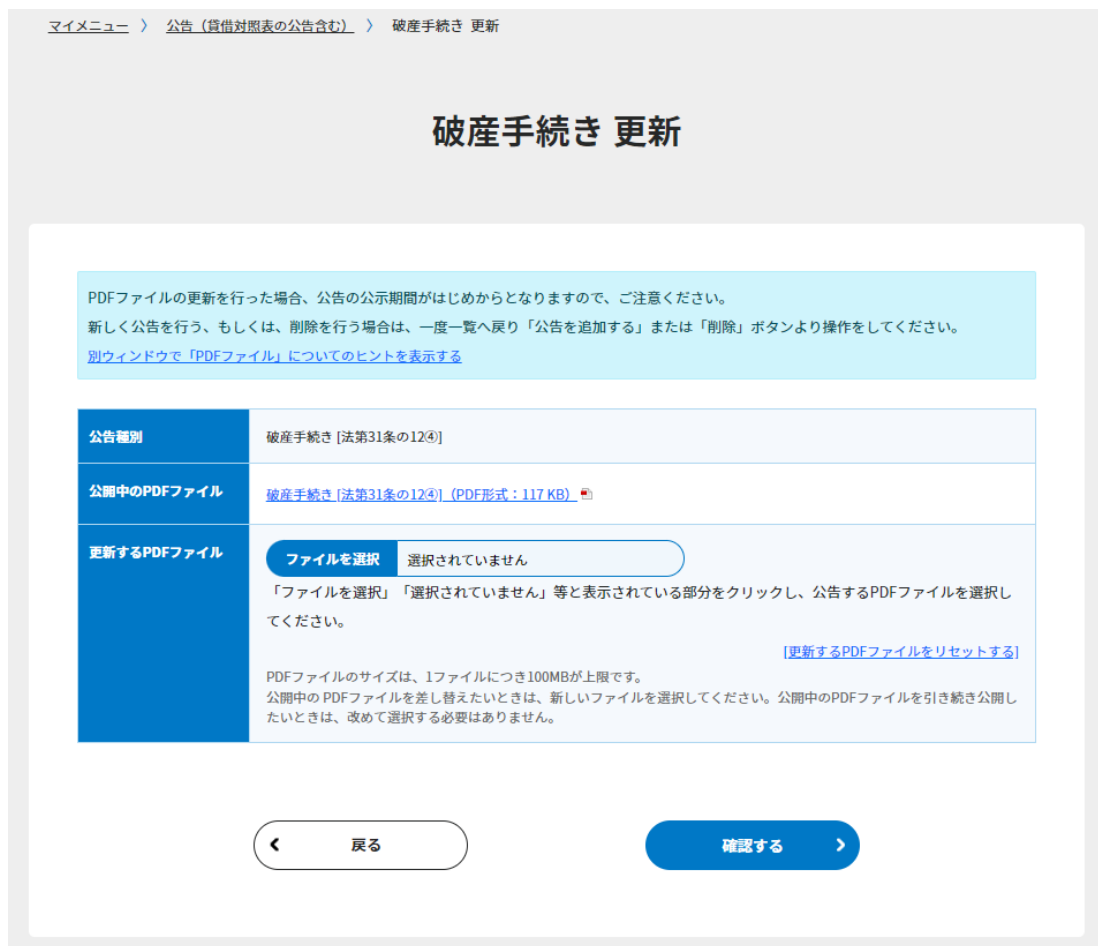 マイメニュー 〉 公告（貸借対照表の公告含む） 〉 破産手続き 更新
破産手続き 更新
PDFファイルの更新を行った場合、公告の公示期間がはじめからとなりますので、ご注意ください。
新しく公告を行う、もしくは、削除を行う場合は、一度一覧へ戻り「公告を追加する」または「削除」ボタンより操作をしてください。
別ウィンドウで「PDFファイル」についてのヒントを表示する
公告種別
破産手続き [法第31条の12④]
公開中のPDFファイル
破産手続き [法第31条の12④]（PDF形式：117 KB）
更新するPDFファイル
ファイルを選択 選択されていません
「ファイルを選択」「選択されていません」等と表示されている部分をクリックし、公告するPDFファイルを選択し
てください。
[更新するPDFファイルをリセットする]
PDFファイルのサイズは、1ファイルにつき100MBが上限です。
公開中の PDFファイルを差し替えたいときは、新しいファイルを選択してください。公開中のPDFファイルを引き続き公開し
たいときは、改めて選択する必要はありません。
戻る
確認する